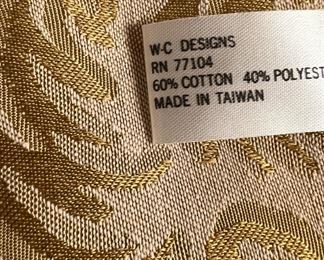 W-C DESIGNS
RN 77104
60% COTTON 40% POLYEST
MADE IN TAIWAN